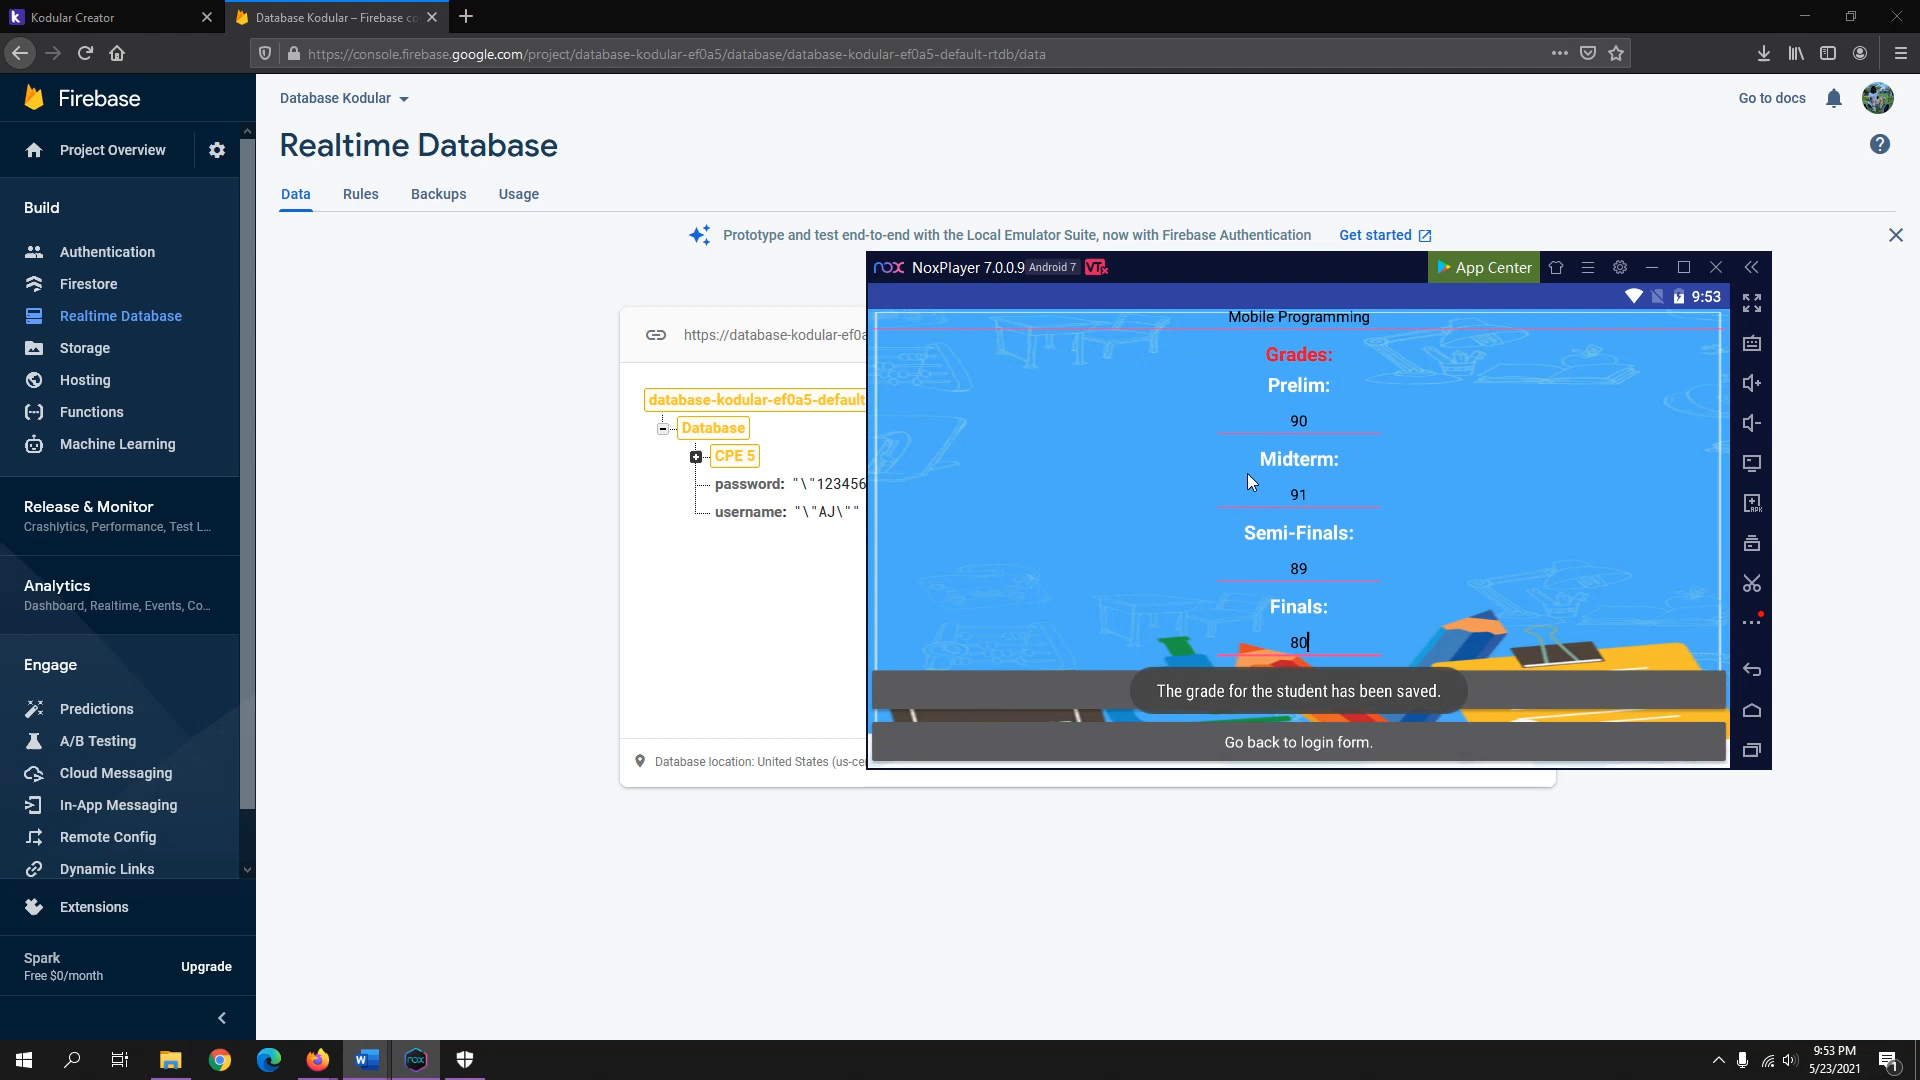 Kodular Creator
Database Kodular – Firebase co
https://console.firebase.google.com/project/database-kodular-ef0a5/database/database-kodular-ef0a5-default-rtdb/data
Firebase
Database Kodular
Go to docs
Project Overview
Realtime Database
Build
Data Rules Backups Usage
Authentication
Prototype and test end-to-end with the Local Emulator Suite, now with Firebase Authentication Get started
Firestore
Realtime Database
Storage
Hosting
Functions
Machine Learning
Release & Monitor
Crashlytics, Performance, Test L...
Analytics
Dashboard, Realtime, Events, Co...
Engage
Predictions
A/B Testing
Cloud Messaging
In-App Messaging
Remote Config
Dynamic Links
Extensions
Spark
Free $0/month
Upgrade
https://database-kodular-ef0a
database-kodular-ef0a5-default
Database
CPE 5
password: "\"123456
username: "\"AJ\""
Database location: United States (us-ce
nox NoxPlayer 7.0.0.9 Android 7 VTx
App Center
9:53
Mobile Programming
Grades:
Prelim:
90
Midterm:
91
Semi-Finals:
89
Finals:
80
The grade for the student has been saved.
Go back to login form.
APK
9:53 PM
5/23/2021
1